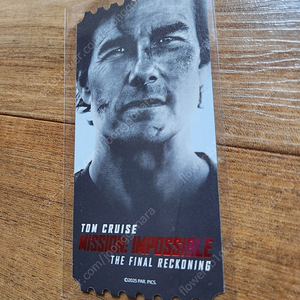 TOM CRUISE
MISSION: IMPOSSIBLE
THE FINAL RECKONING
©2025 PAR. PICS.